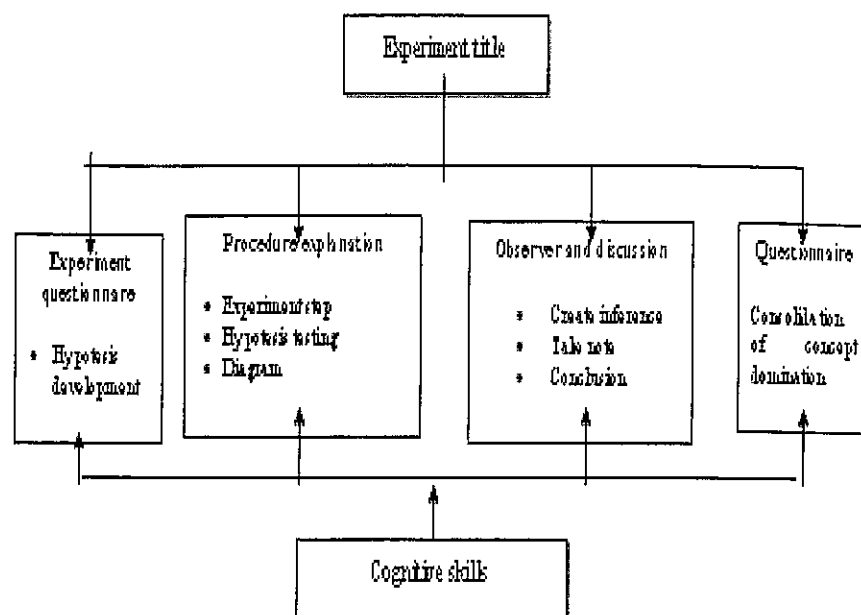 Experiment title
Experiment
questionnare
• Hypotesis
development
Procedure explanation
• Experiment step
• Hypotesis testing
• Diagram
Observer and discussion
• Create inference
• Take note
• Conclusion
Questionnaire
Consolidation
of concept
domination
Cognitive skills